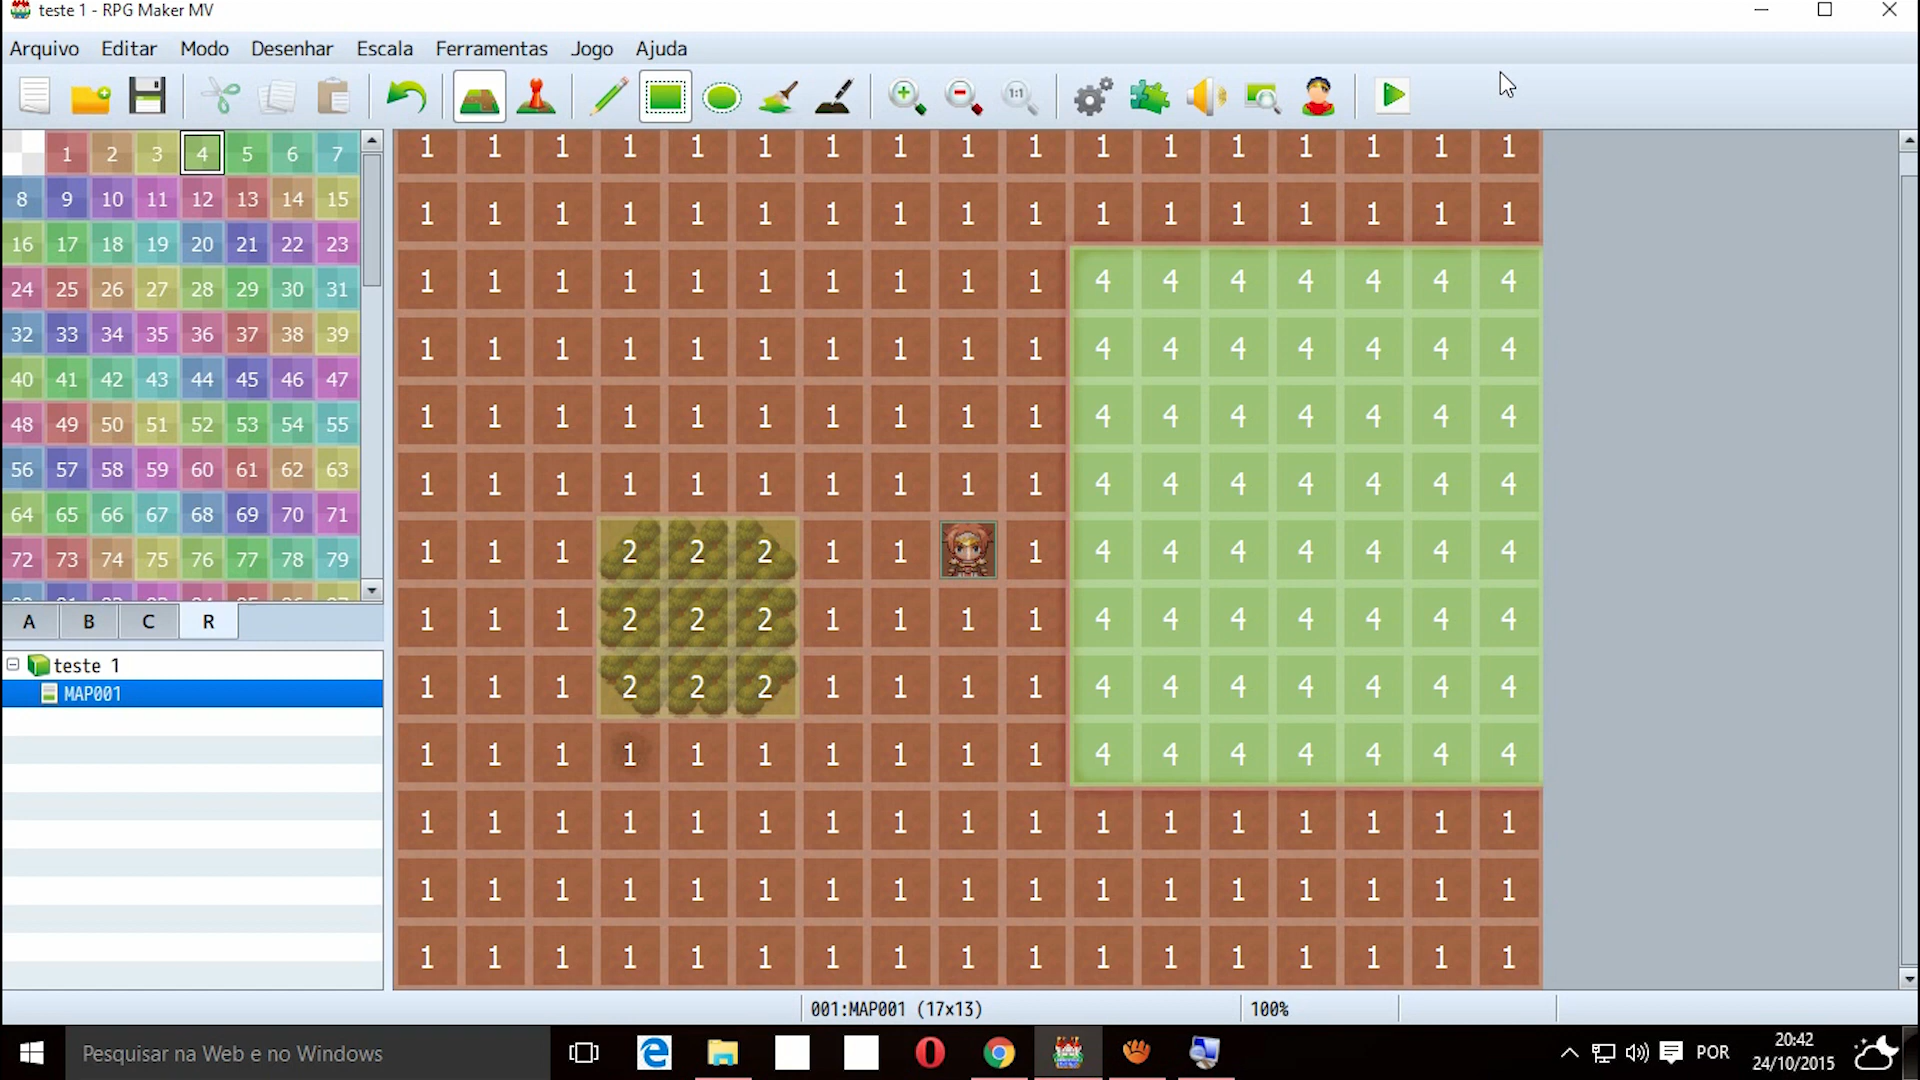 teste 1 - RPG Maker MV
Arquivo Editar Modo Desenhar Escala Ferramentas Jogo Ajuda
1:1
1 2 3 4 5 6 7
8 9 10 11 12 13 14 15
16 17 18 19 20 21 22 23
24 25 26 27 28 29 30 31
32 33 34 35 36 37 38 39
40 41 42 43 44 45 46 47
48 49 50 51 52 53 54 55
56 57 58 59 60 61 62 63
64 65 66 67 68 69 70 71
72 73 74 75 76 77 78 79
A B C R
teste 1
MAP001
1 1 1 1 1 1 1 1 1 1 1 1 1 1 1 1 1
1 1 1 1 1 1 1 1 1 1 1 1 1 1 1 1 1
1 1 1 1 1 1 1 1 1 1 4 4 4 4 4 4 4
1 1 1 1 1 1 1 1 1 1 4 4 4 4 4 4 4
1 1 1 1 1 1 1 1 1 1 4 4 4 4 4 4 4
1 1 1 1 1 1 1 1 1 1 4 4 4 4 4 4 4
1 1 1 2 2 2 1 1 1 4 4 4 4 4 4 4
1 1 1 2 2 2 1 1 1 1 4 4 4 4 4 4 4
1 1 1 2 2 2 1 1 1 1 4 4 4 4 4 4 4
1 1 1 1 1 1 1 1 1 1 4 4 4 4 4 4 4
1 1 1 1 1 1 1 1 1 1 1 1 1 1 1 1 1
1 1 1 1 1 1 1 1 1 1 1 1 1 1 1 1 1
1 1 1 1 1 1 1 1 1 1 1 1 1 1 1 1 1
001:MAP001 (17x13) 100%
Pesquisar na Web e no Windows
POR
20:42
24/10/2015